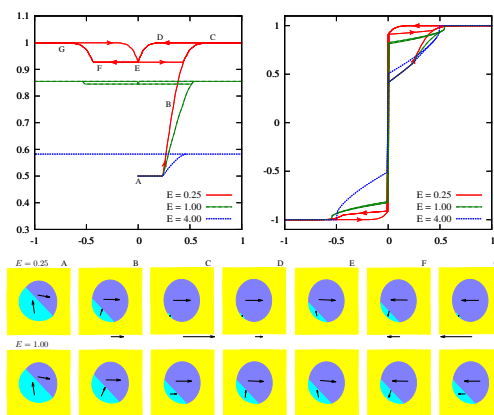 1.1
1
0.9
0.8
0.7
0.6
0.5
0.4
0.3
-1 -0.5 0 0.5 1
G F E D C B A
E = 0.25
E = 1.00
E = 4.00
1
0.5
0
-0.5
-1
-1 -0.5 0 0.5 1
E = 0.25
E = 1.00
E = 4.00
E = 0.25 A B C D E F
E = 1.00